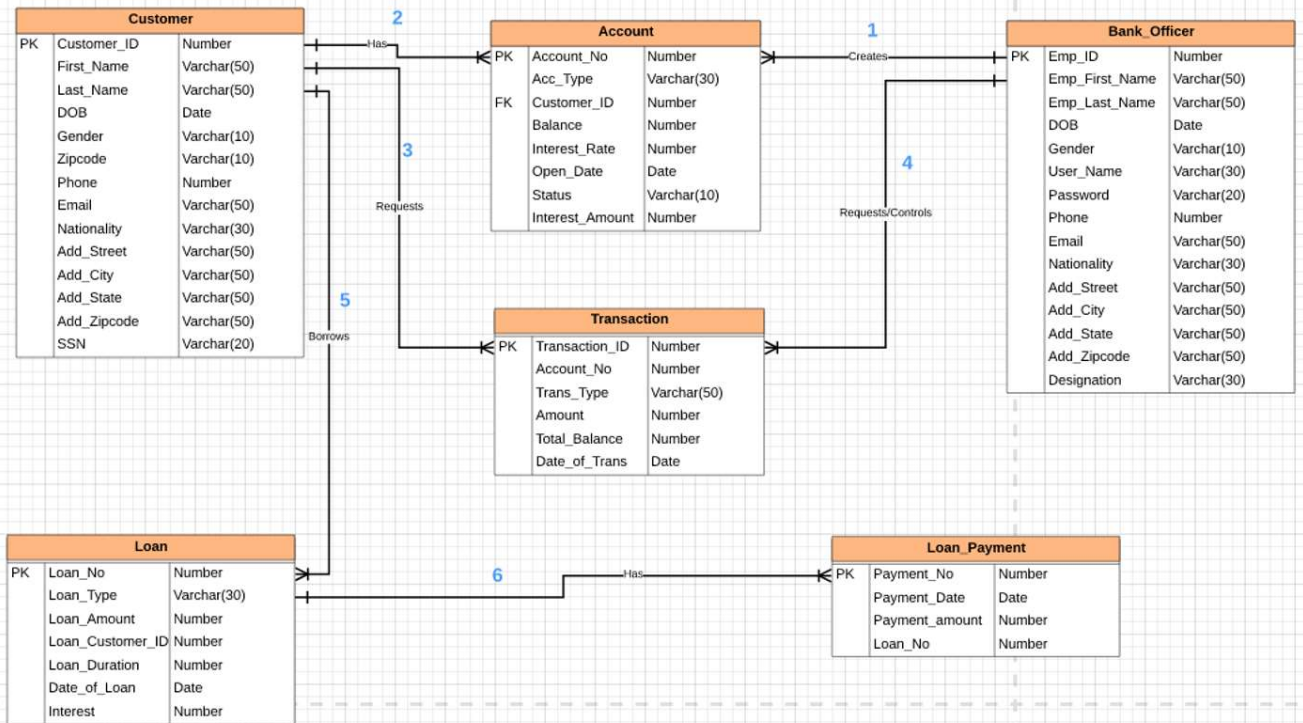 Customer
PK Customer_ID Number
First_Name Varchar(50)
Last_Name Varchar(50)
DOB Date
Gender Varchar(10)
Zipcode Varchar(10)
Phone Number
Email Varchar(50)
Nationality Varchar(30)
Add_Street Varchar(50)
Add_City Varchar(50)
Add_State Varchar(50)
Add_Zipcode Varchar(50)
SSN Varchar(20)
2
Has
Account
PK Account_No Number
Acc_Type Varchar(30)
FK Customer_ID Number
Balance Number
Interest_Rate Number
Open_Date Date
Status Varchar(10)
Interest_Amount Number
1
Creates
Bank_Officer
PK Emp_ID Number
Emp_First_Name Varchar(50)
Emp_Last_Name Varchar(50)
DOB Date
Gender Varchar(10)
User_Name Varchar(30)
Password Varchar(20)
Phone Number
Email Varchar(50)
Nationality Varchar(30)
Add_Street Varchar(50)
Add_City Varchar(50)
Add_State Varchar(50)
Add_Zipcode Varchar(50)
Designation Varchar(30)
3
Requests
4
Requests/Controls
5
Borrows
Transaction
PK Transaction_ID Number
Account_No Number
Trans_Type Varchar(50)
Amount Number
Total_Balance Number
Date_of_Trans Date
Loan
PK Loan_No Number
Loan_Type Varchar(30)
Loan_Amount Number
Loan_Customer_ID Number
Loan_Duration Number
Date_of_Loan Date
Interest Number
6
Has
Loan_Payment
PK Payment_No Number
Payment_Date Date
Payment_amount Number
Loan_No Number